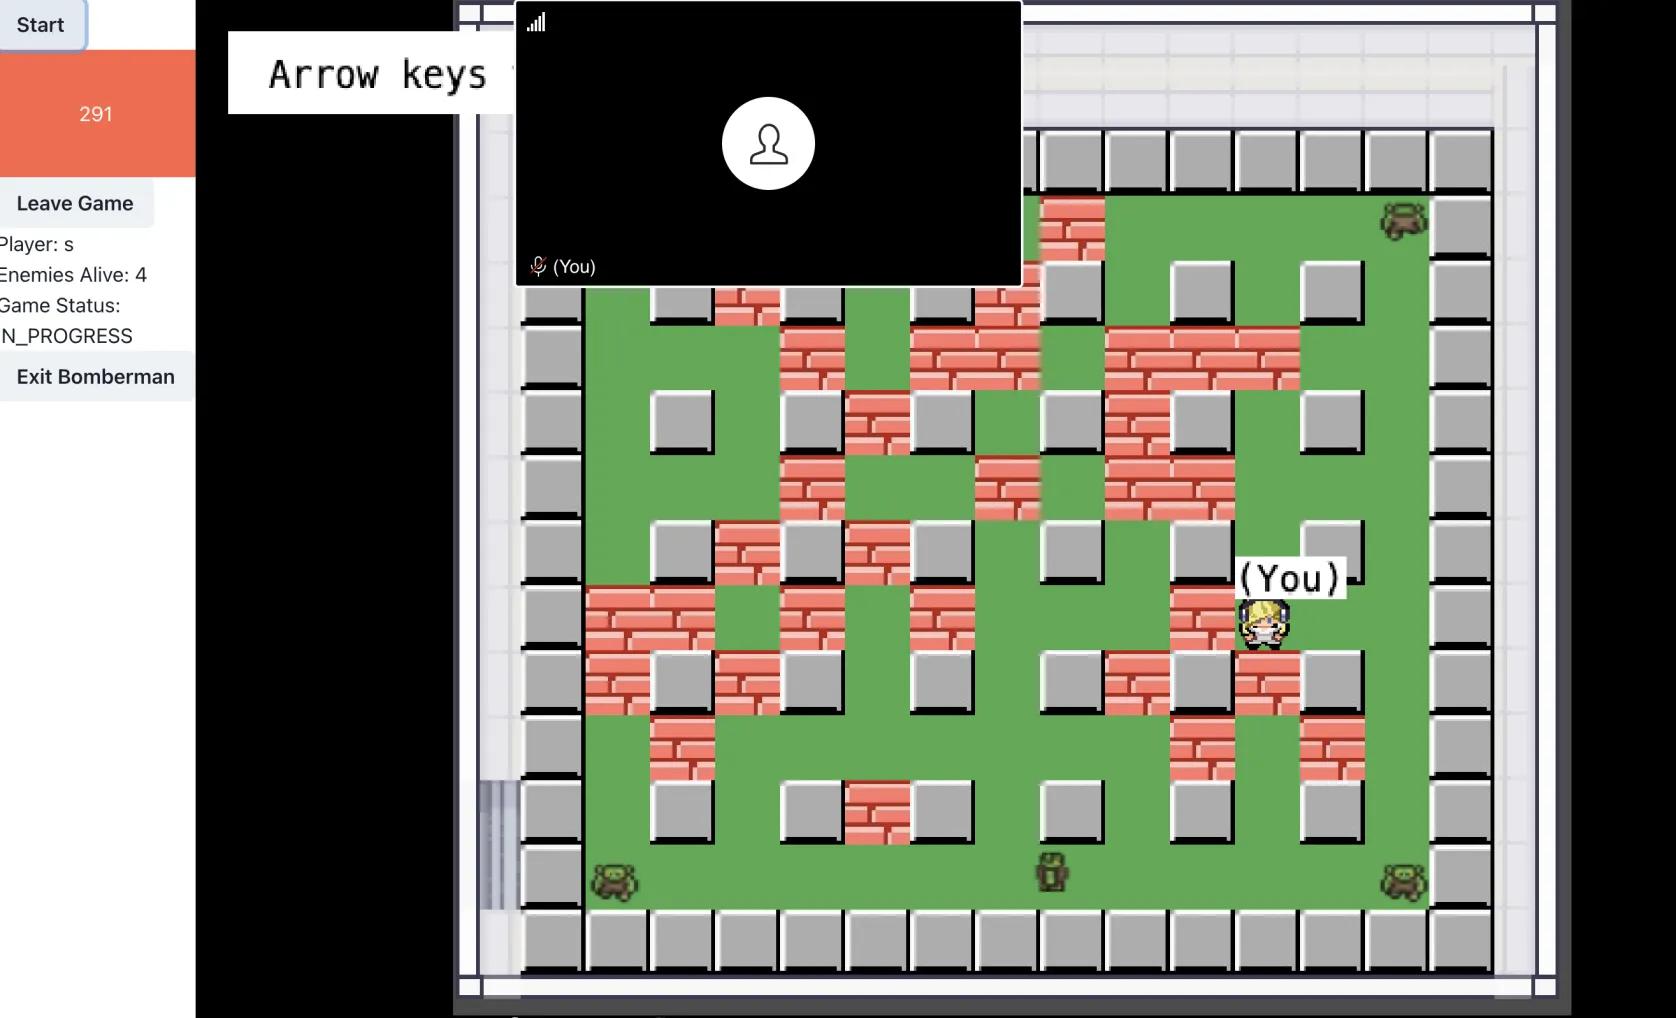 Start
291
Leave Game
Player: s
Enemies Alive: 4
Game Status:
N_PROGRESS
Exit Bomberman
Arrow keys
(You)
(You)